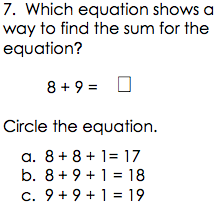 7. Which equation shows a
way to find the sum for the
equation?
8 + 9 = □
Circle the equation.
a. 8 + 8 + 1= 17
b. 8 + 9 + 1 = 18
c. 9 + 9 + 1 = 19